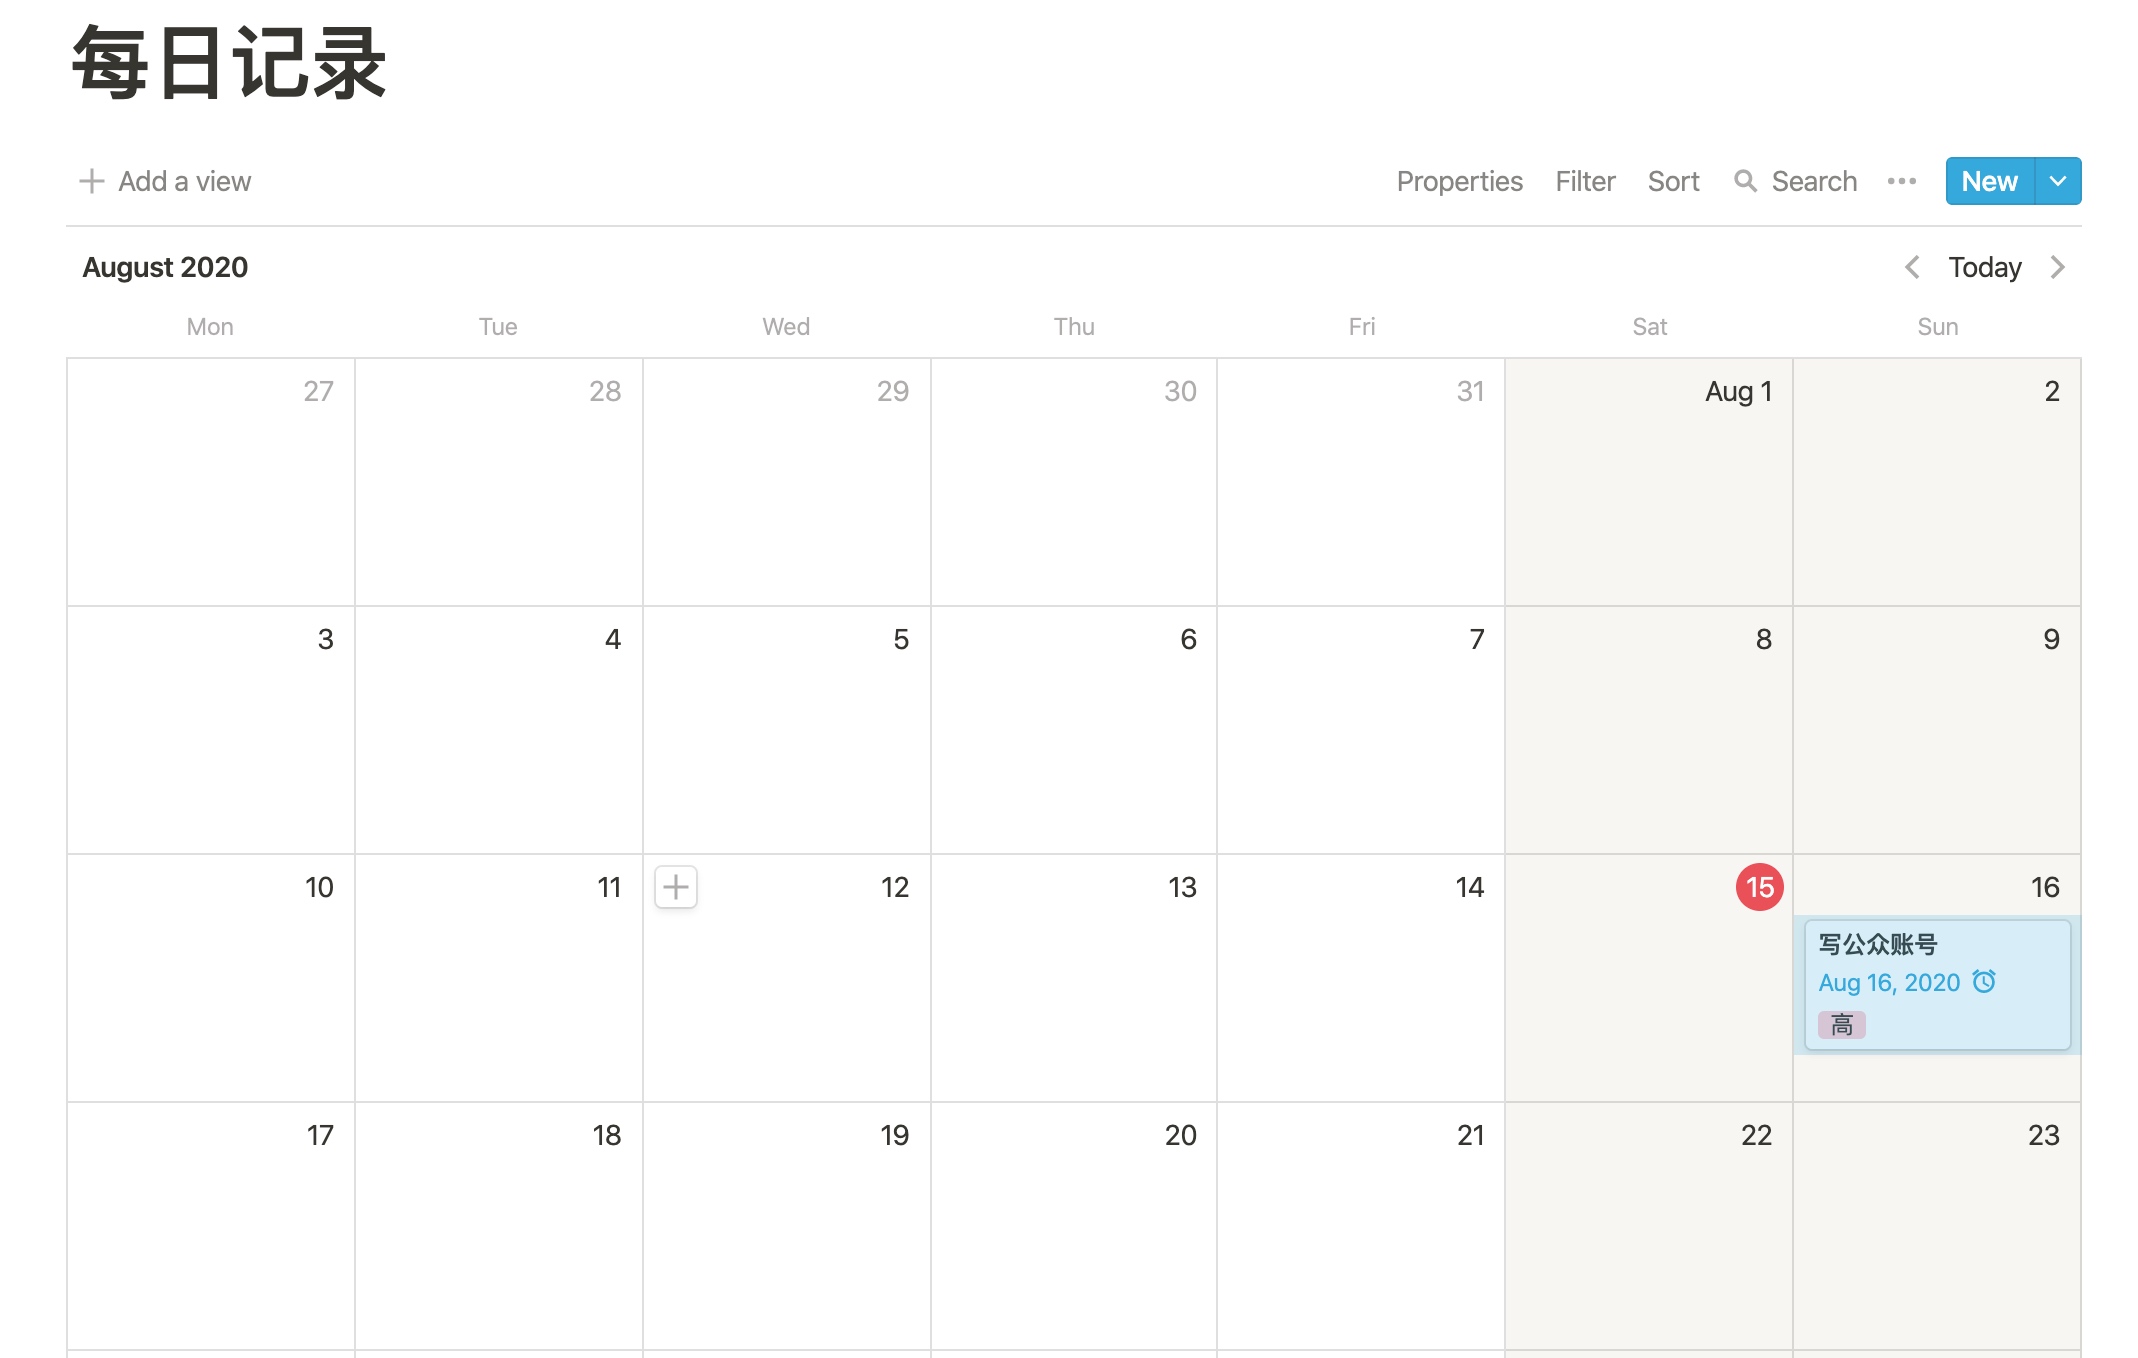 每日记录
Add a view
Properties Filter Sort Search New
August 2020
Today
Mon Tue Wed Thu Fri Sat Sun
27 28 29 30 31 Aug 1 2
3 4 5 6 7 8 9
10 11 12 13 14 15 16
写公众账号
Aug 16, 2020
高
17 18 19 20 21 22 23